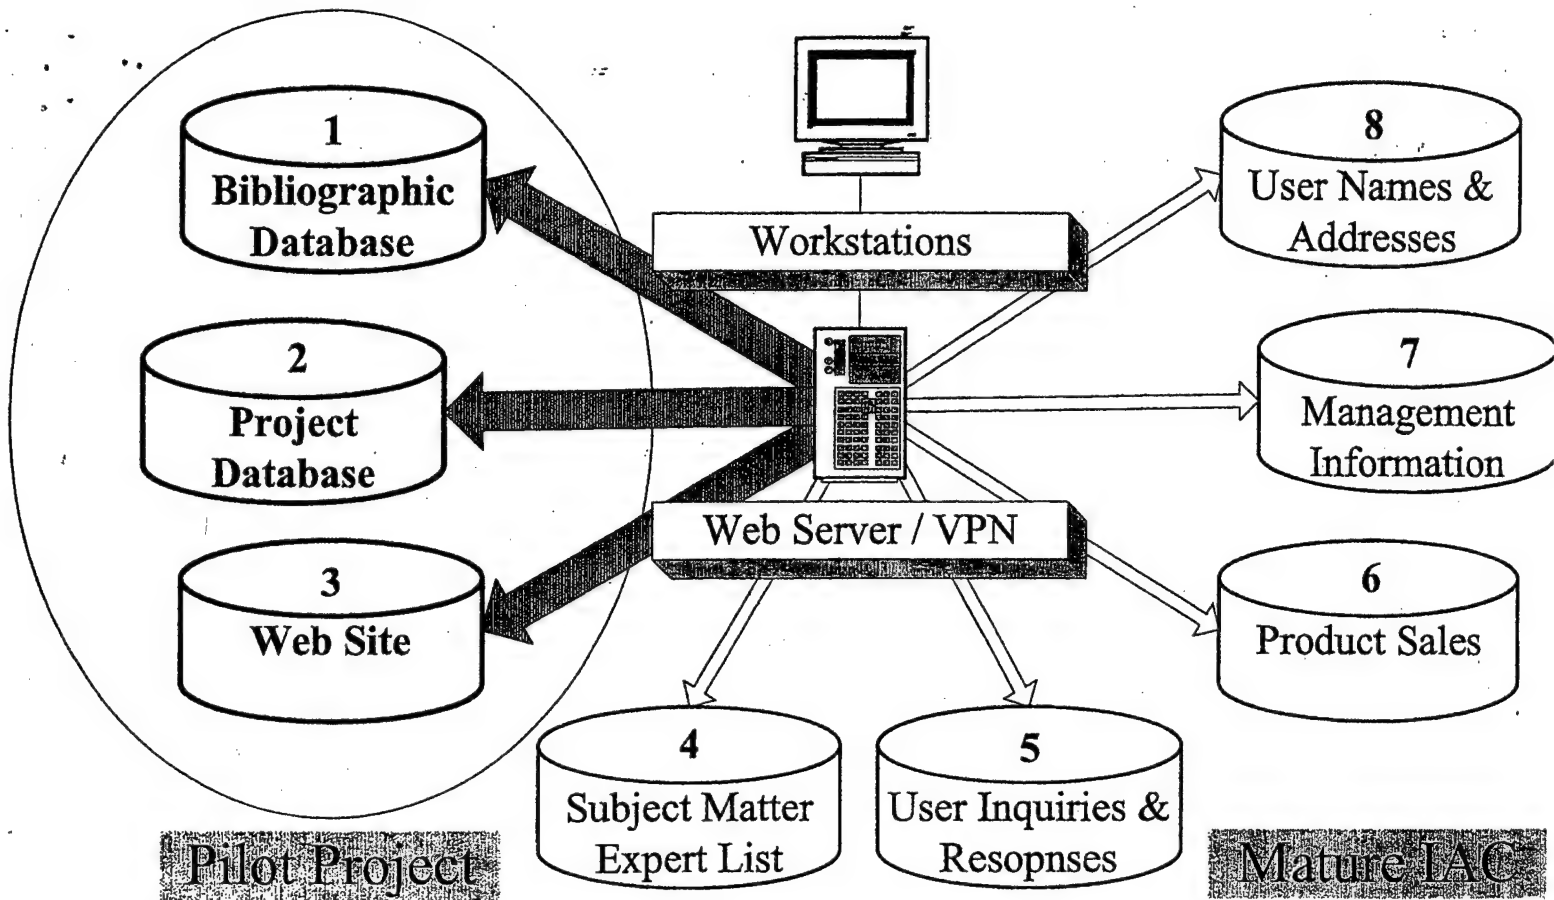 1
Bibliographic
Database
2
Project
Database
3
Web Site
Pilot Project
Workstations
Web Server / VPN
4
Subject Matter
Expert List
5
User Inquiries &
Resopnses
8
User Names &
Addresses
7
Management
Information
6
Product Sales
Mature IAC